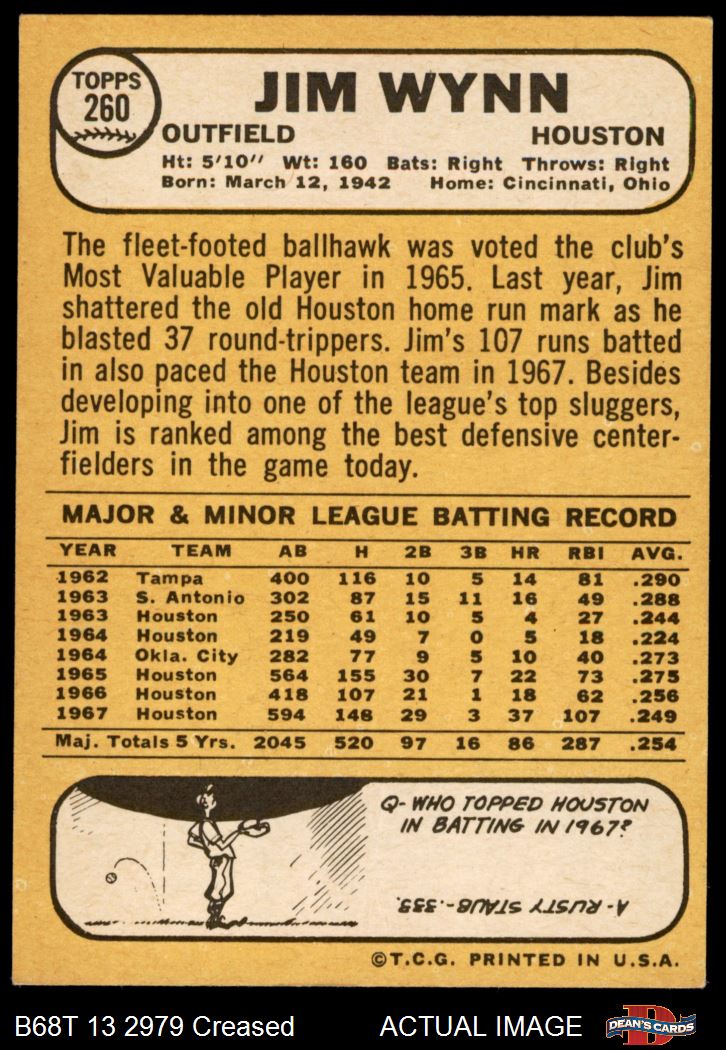 TOPPS
260
JIM WYNN
OUTFIELD HOUSTON
Ht: 5'10" Wt: 160 Bats: Right Throws: Right
Born: March 12, 1942 Home: Cincinnati, Ohio
The fleet-footed ballhawk was voted the club's
Most Valuable Player in 1965. Last year, Jim
shattered the old Houston home run mark as he
blasted 37 round-trippers. Jim's 107 runs batted
in also paced the Houston team in 1967. Besides
developing into one of the league's top sluggers,
Jim is ranked among the best defensive center-
fielders in the game today.
MAJOR & MINOR LEAGUE BATTING RECORD
YEAR TEAM AB H 2B 3B HR RBI AVG.
1962 Tampa 400 116 10 5 14 81 .290
1963 S. Antonio 302 87 15 11 16 49 .288
1963 Houston 250 61 10 5 4 27 .244
1964 Houston 219 49 7 0 5 18 .224
1964 Okla. City 282 77 9 5 10 40 .273
1965 Houston 564 155 30 7 22 73 .275
1966 Houston 418 107 21 1 18 62 .256
1967 Houston 594 148 29 3 37 107 .249
Maj. Totals 5 Yrs. 2045 520 97 16 86 287 .254
Q- WHO TOPPED HOUSTON
IN BATTING IN 1967?
A- RUSTY STAUB-.333.
©T.C.G. PRINTED IN U.S.A.
B68T 13 2979 Creased ACTUAL IMAGE
D
DEAN'S CARDS